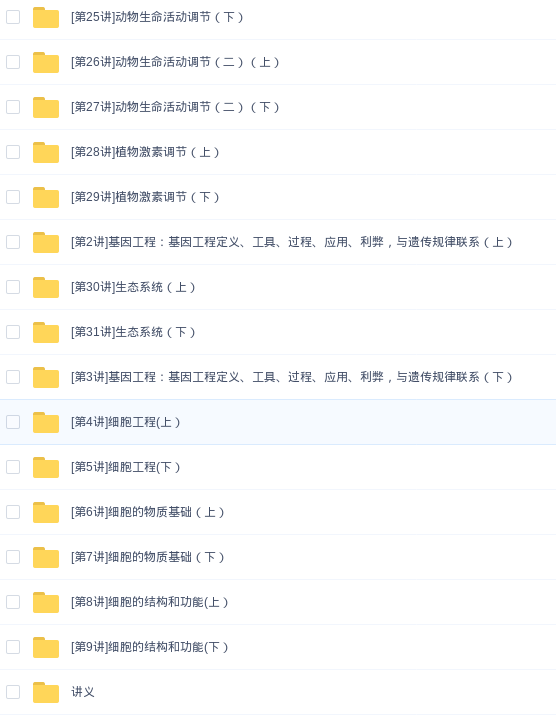 [第25讲]动物生命活动调节（下）
[第26讲]动物生命活动调节（二）（上）
[第27讲]动物生命活动调节（二）（下）
[第28讲]植物激素调节（上）
[第29讲]植物激素调节（下）
[第2讲]基因工程：基因工程定义、工具、过程、应用、利弊，与遗传规律联系（上）
[第30讲]生态系统（上）
[第31讲]生态系统（下）
[第3讲]基因工程：基因工程定义、工具、过程、应用、利弊，与遗传规律联系（下）
[第4讲]细胞工程(上）
[第5讲]细胞工程(下）
[第6讲]细胞的物质基础（上）
[第7讲]细胞的物质基础（下）
[第8讲]细胞的结构和功能(上）
[第9讲]细胞的结构和功能(下）
讲义